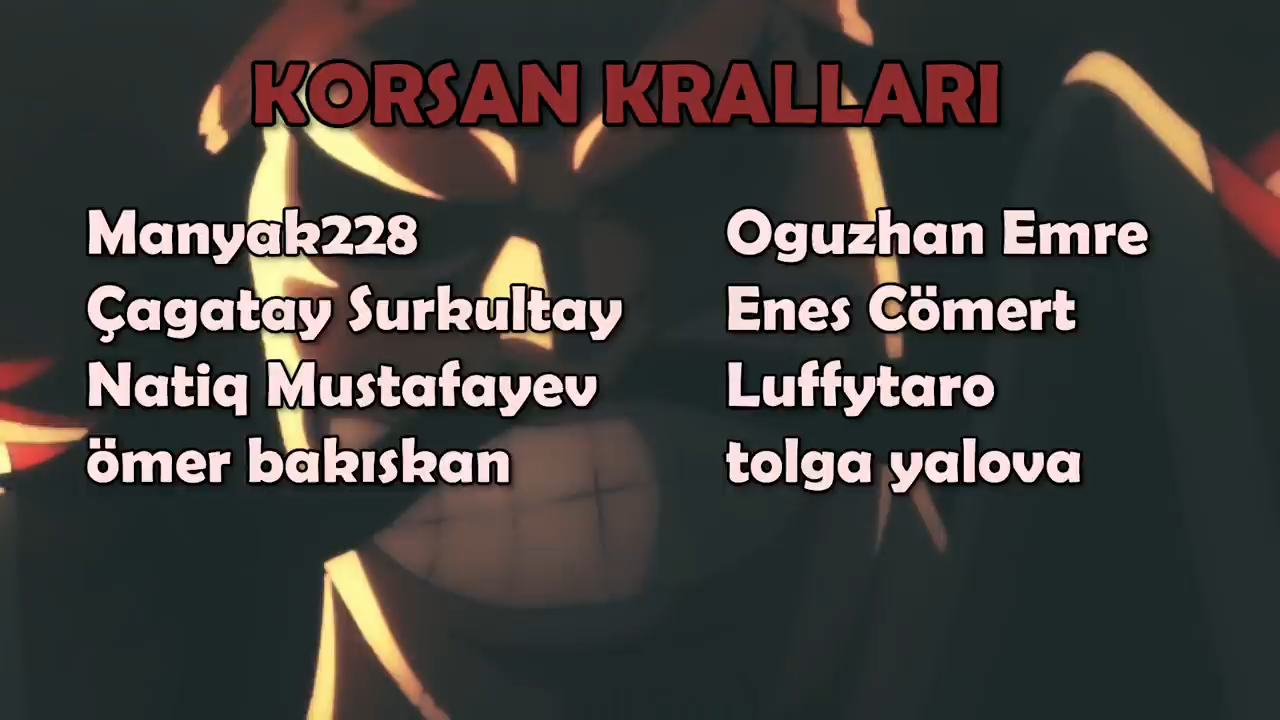 KORSAN KRALLARI
Manyak228
Çagatay Surkultay
Natiq Mustafayev
ömer bakıskan
Oguzhan Emre
Enes Cömert
Luffytaro
tolga yalova